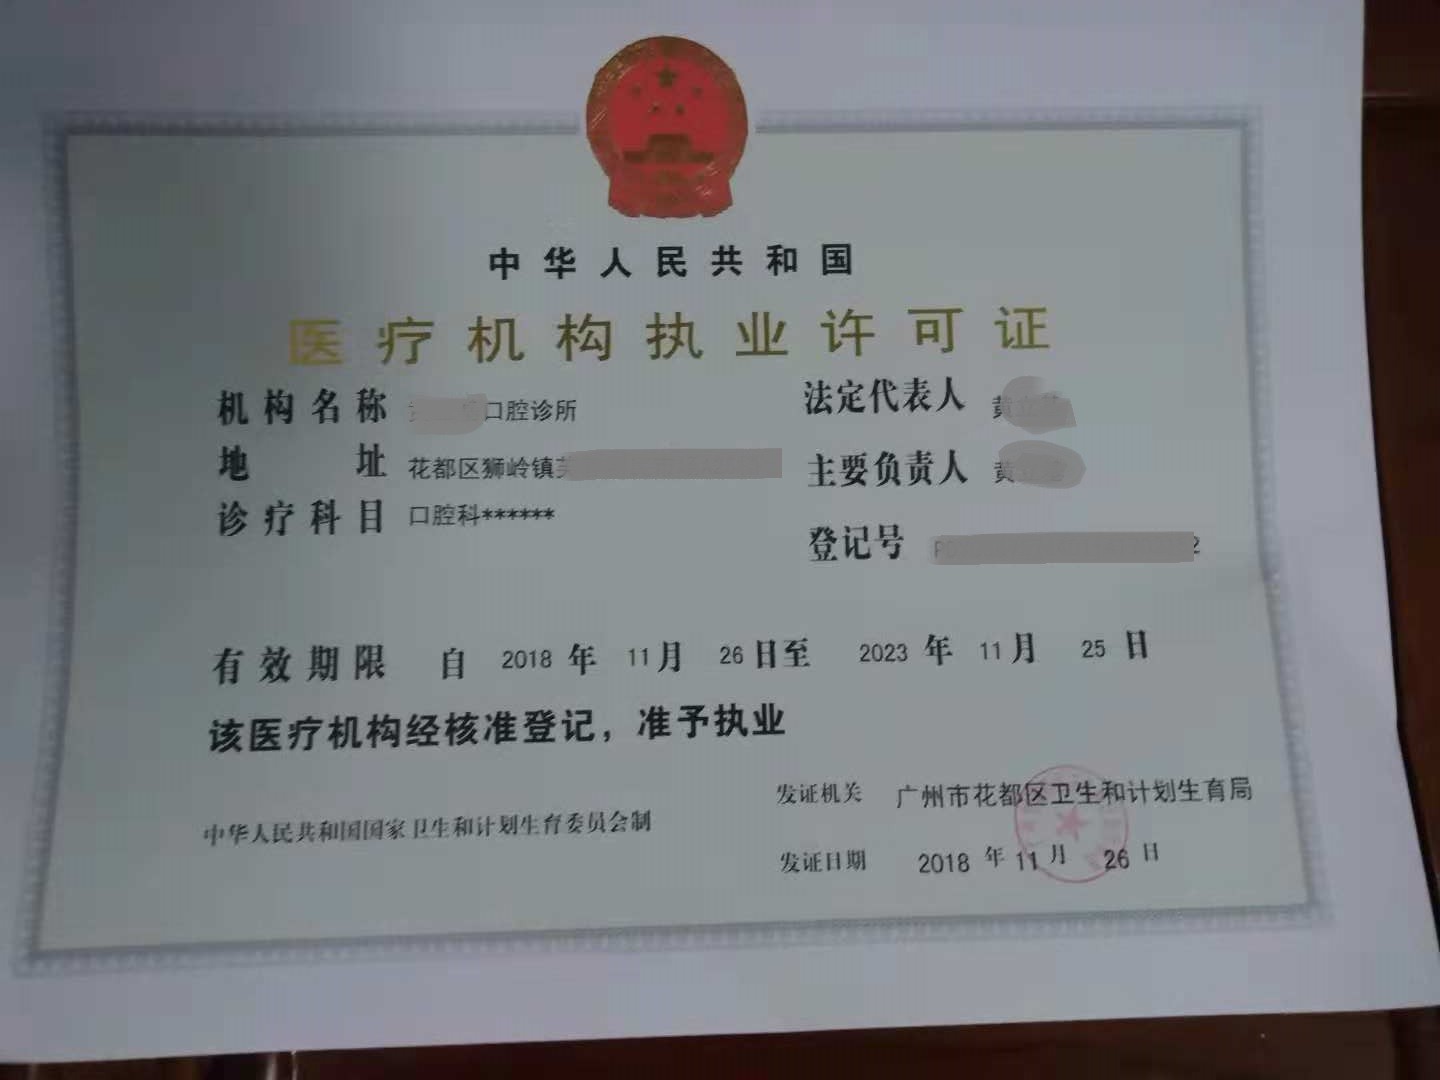 中华人民共和国
医疗机构执业许可证
机构名称 口腔诊所
法定代表人 黄
地址 花都区狮岭镇
主要负责人 黄
诊疗科目 口腔科******
登记号 2
有效期限 自 2018 年 11 月 26 日至 2023 年 11 月 25 日
该医疗机构经核准登记，准予执业
发证机关 广州市花都区卫生和计划生育局
中华人民共和国国家卫生和计划生育委员会制
发证日期 2018 年 11 月 26 日